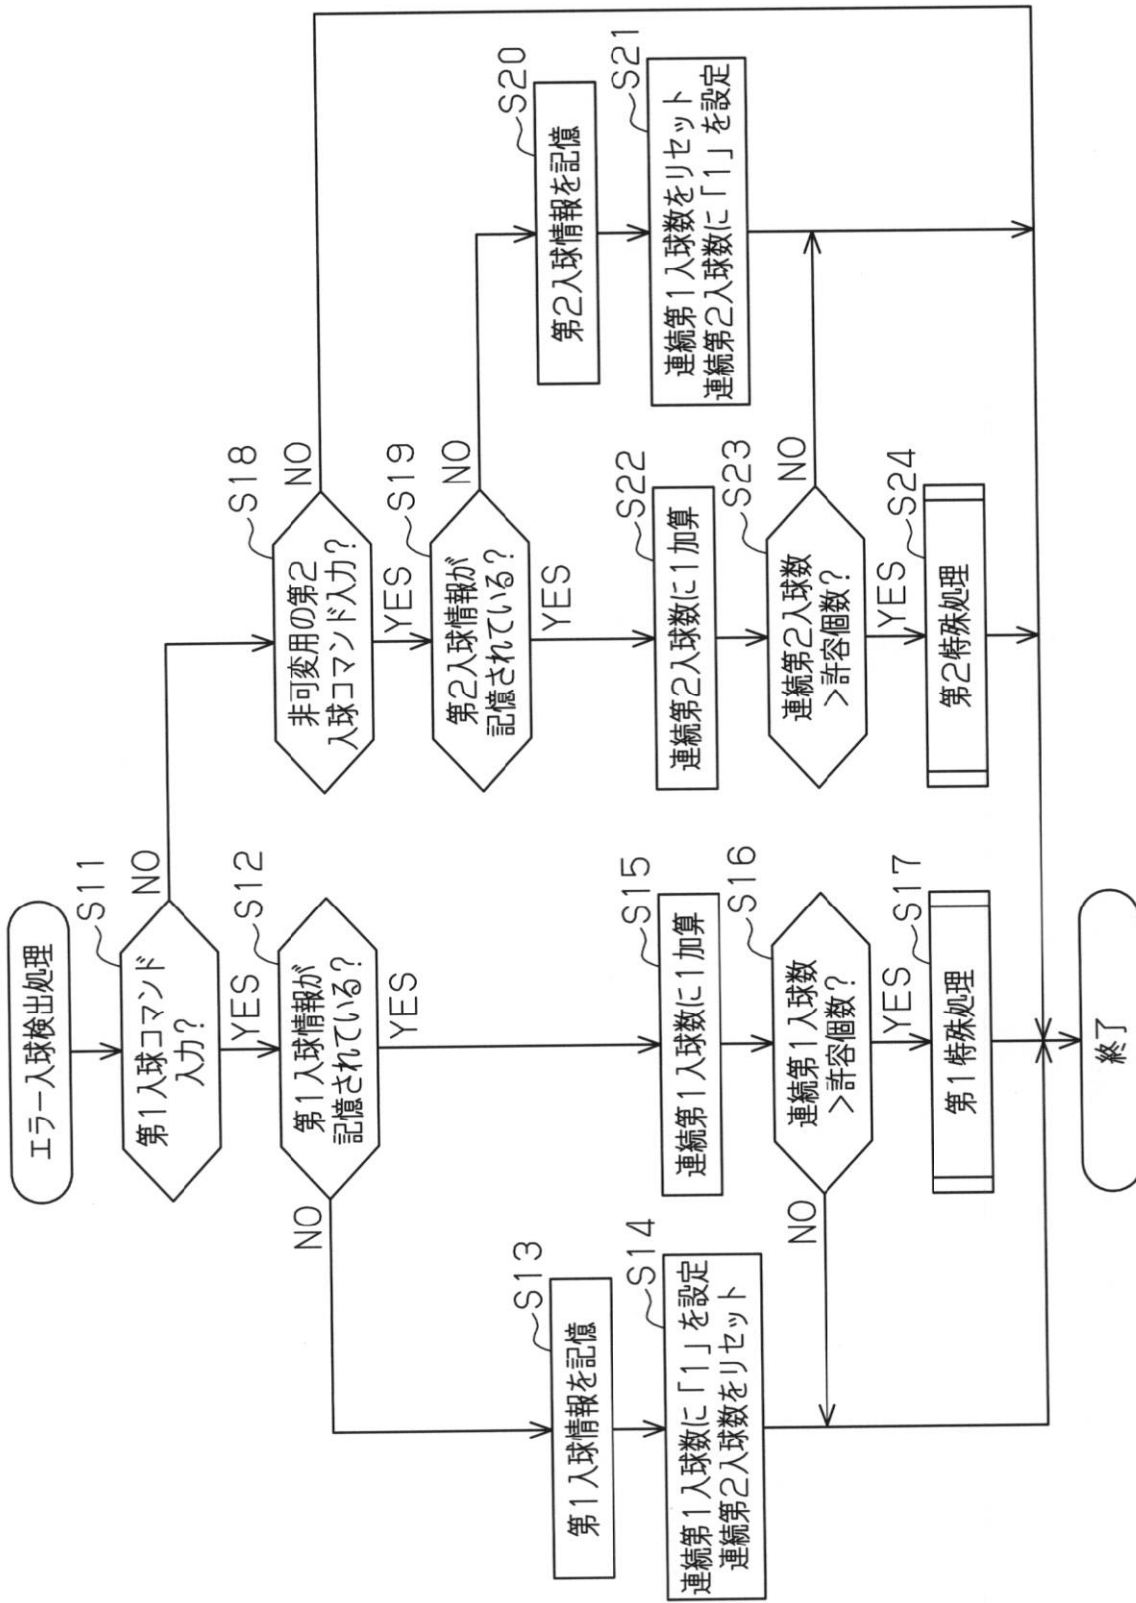 エラー入球検出処理
S11
第1入球コマンド
入力？
NO
YES
S12
第1入球情報が
記憶されている？
NO
YES
S13
第1入球情報を記憶
S14
連続第1入球数に「1」を設定
連続第2入球数をリセット
S15
連続第1入球数に1加算
S16
連続第1入球数
＞許容個数？
NO
YES
S17
第1特殊処理
S18
非可変用の第2
入球コマンド入力？
NO
YES
S19
第2入球情報が
記憶されている？
NO
YES
S20
第2入球情報を記憶
S21
連続第1入球数をリセット
連続第2入球数に「1」を設定
S22
連続第2入球数に1加算
S23
連続第2入球数
＞許容個数？
NO
YES
S24
第2特殊処理
終了